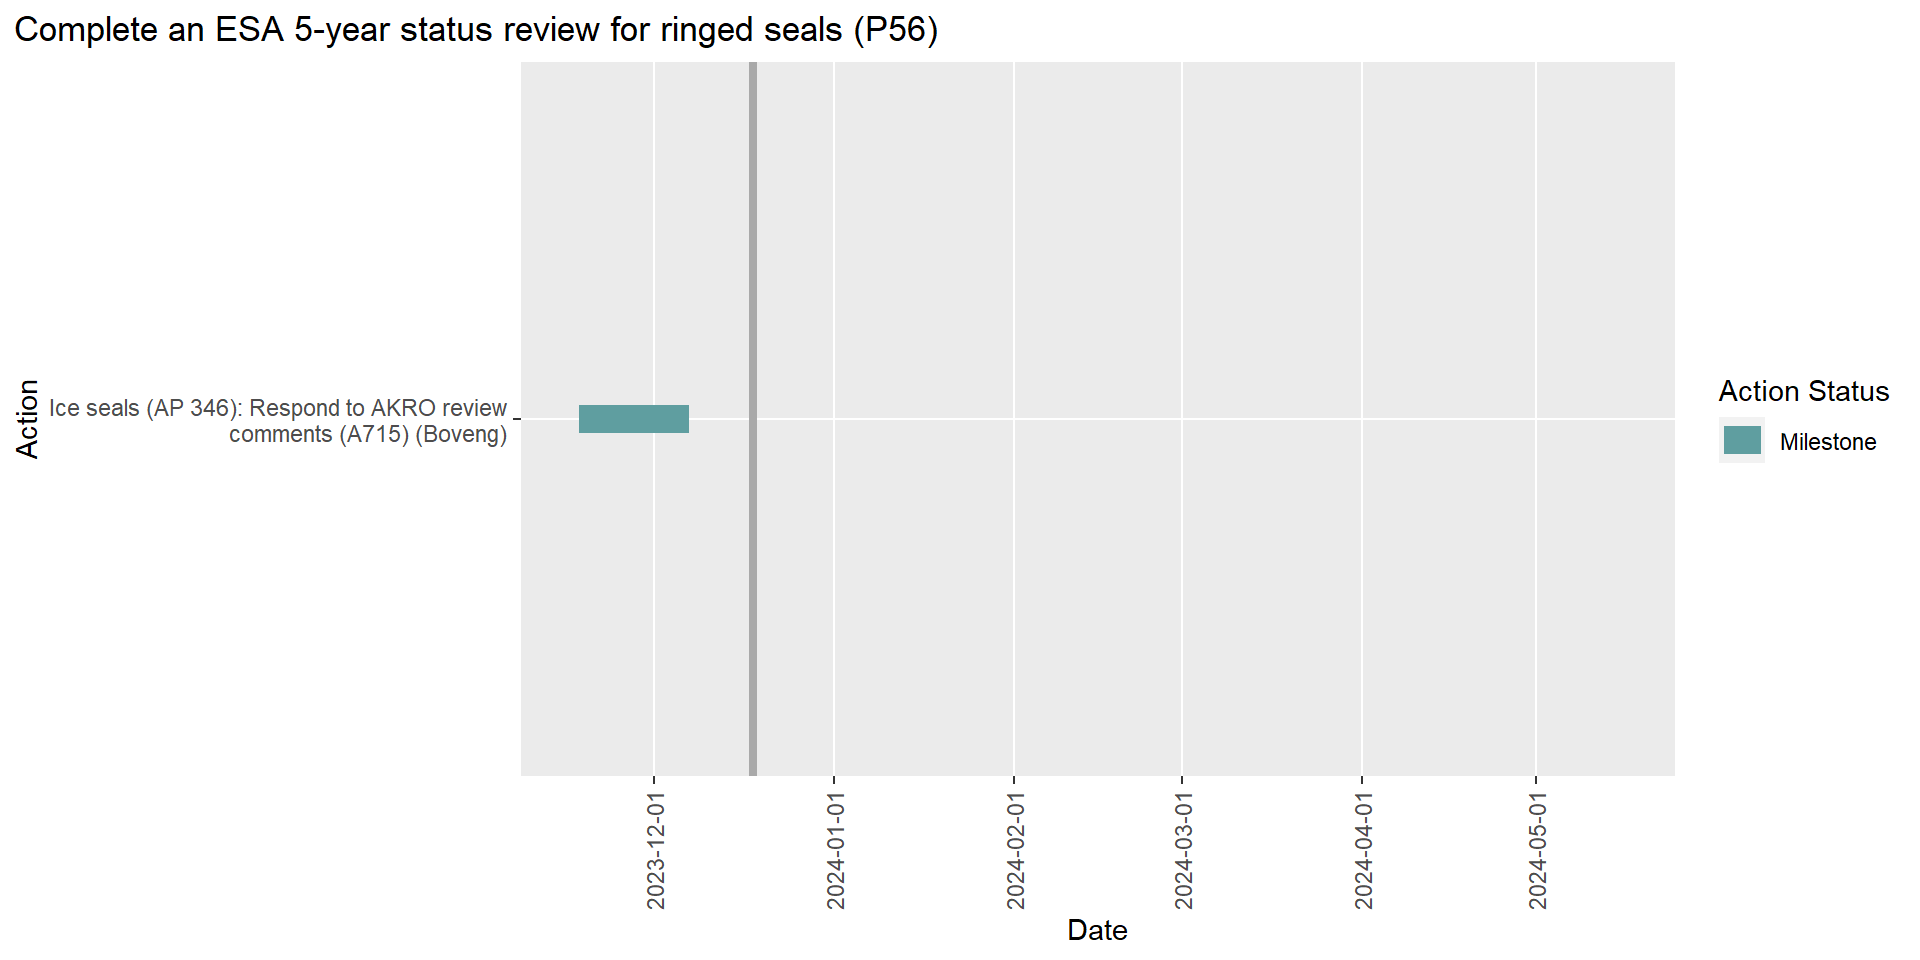 Complete an ESA 5-year status review for ringed seals (P56)
Action
Ice seals (AP 346): Respond to AKRO review
comments (A715) (Boveng)
2023-12-01
2024-01-01
2024-02-01
2024-03-01
2024-04-01
2024-05-01
Date
Action Status
Milestone